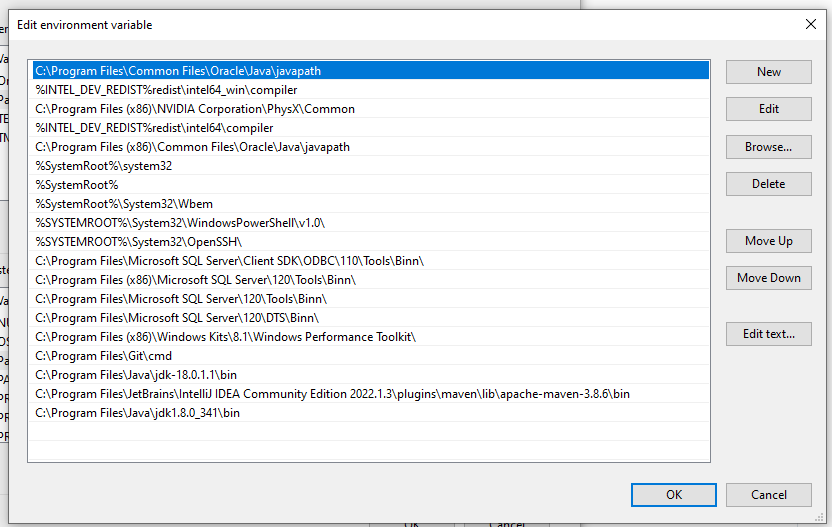 Edit environment variable
C:\Program Files\Common Files\Oracle\Java\javapath
%INTEL_DEV_REDIST%redist\intel64_win\compiler
C:\Program Files (x86)\NVIDIA Corporation\PhysX\Common
%INTEL_DEV_REDIST%redist\intel64\compiler
C:\Program Files (x86)\Common Files\Oracle\Java\javapath
%SystemRoot%\system32
%SystemRoot%
%SystemRoot%\System32\Wbem
%SYSTEMROOT%\System32\WindowsPowerShell\v1.0\
%SYSTEMROOT%\System32\OpenSSH\
C:\Program Files\Microsoft SQL Server\Client SDK\ODBC\110\Tools\Binn\
C:\Program Files (x86)\Microsoft SQL Server\120\Tools\Binn\
C:\Program Files\Microsoft SQL Server\120\Tools\Binn\
C:\Program Files\Microsoft SQL Server\120\DTS\Binn\
C:\Program Files (x86)\Windows Kits\8.1\Windows Performance Toolkit\
C:\Program Files\Git\cmd
C:\Program Files\Java\jdk-18.0.1.1\bin
C:\Program Files\JetBrains\IntelliJ IDEA Community Edition 2022.1.3\plugins\maven\lib\apache-maven-3.8.6\bin
C:\Program Files\Java\jdk1.8.0_341\bin
New
Edit
Browse...
Delete
Move Up
Move Down
Edit text...
OK
Cancel